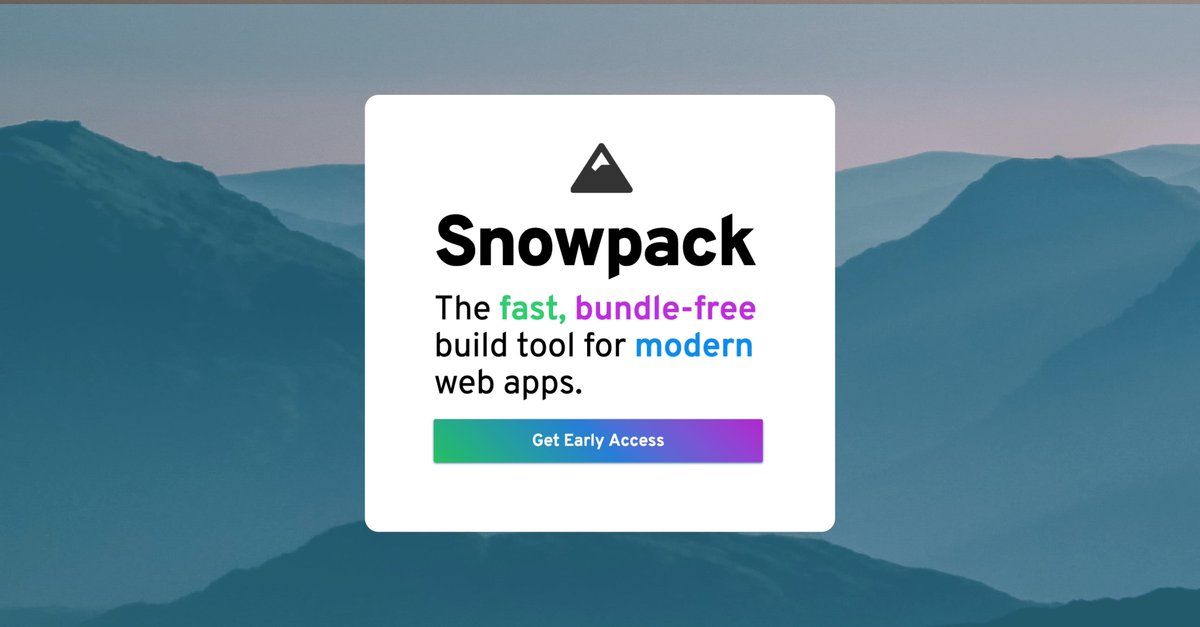 Snowpack
The fast, bundle-free
build tool for modern
web apps.
Get Early Access